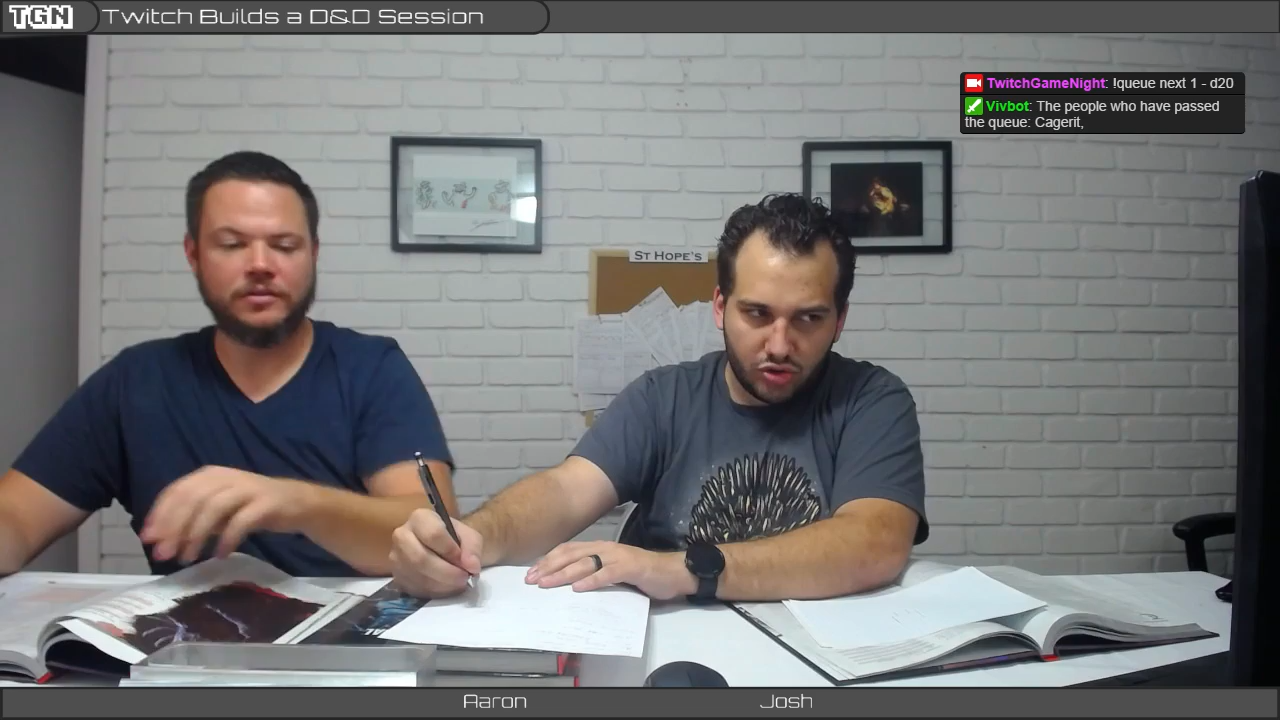 TGN
Twitch Builds a D&D Session
TwitchGameNight: !queue next 1 - d20
Vivbot: The people who have passed
the queue: Cagerit,
ST HOPE'S
Aaron
Josh